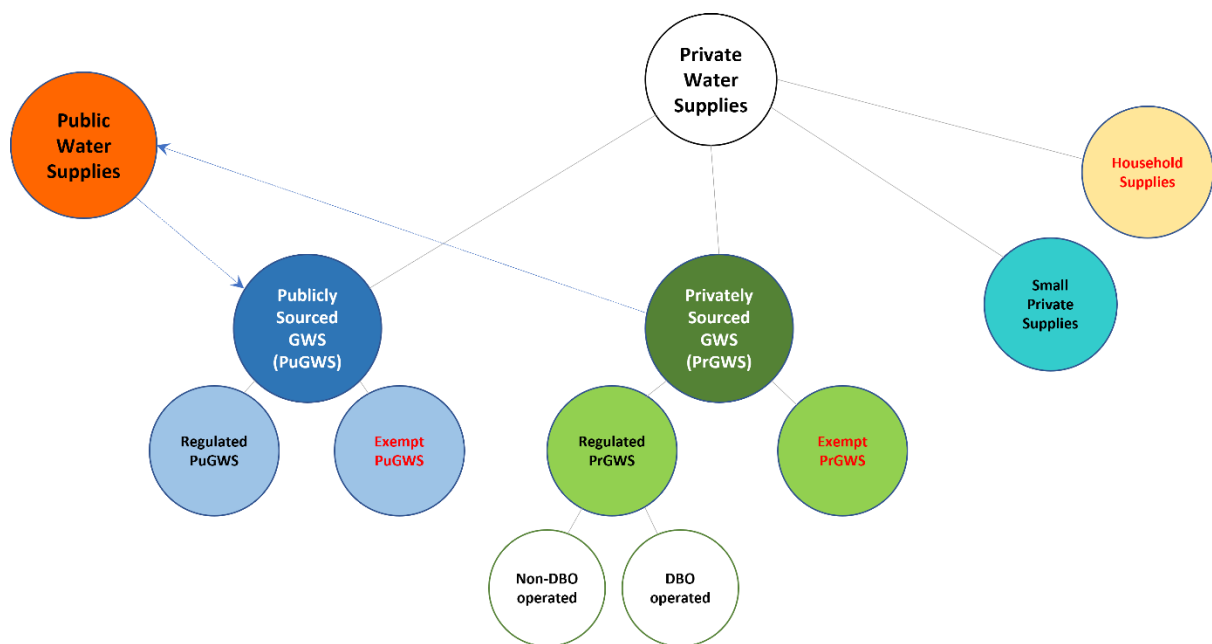 Private
Water
Supplies
Public
Water
Supplies
Household
Supplies
Publicly
Sourced
GWS
(PuGWS)
Privately
Sourced
GWS
(PrGWS)
Small
Private
Supplies
Regulated
PuGWS
Exempt
PuGWS
Regulated
PrGWS
Exempt
PrGWS
Non-DBO
operated
DBO
operated